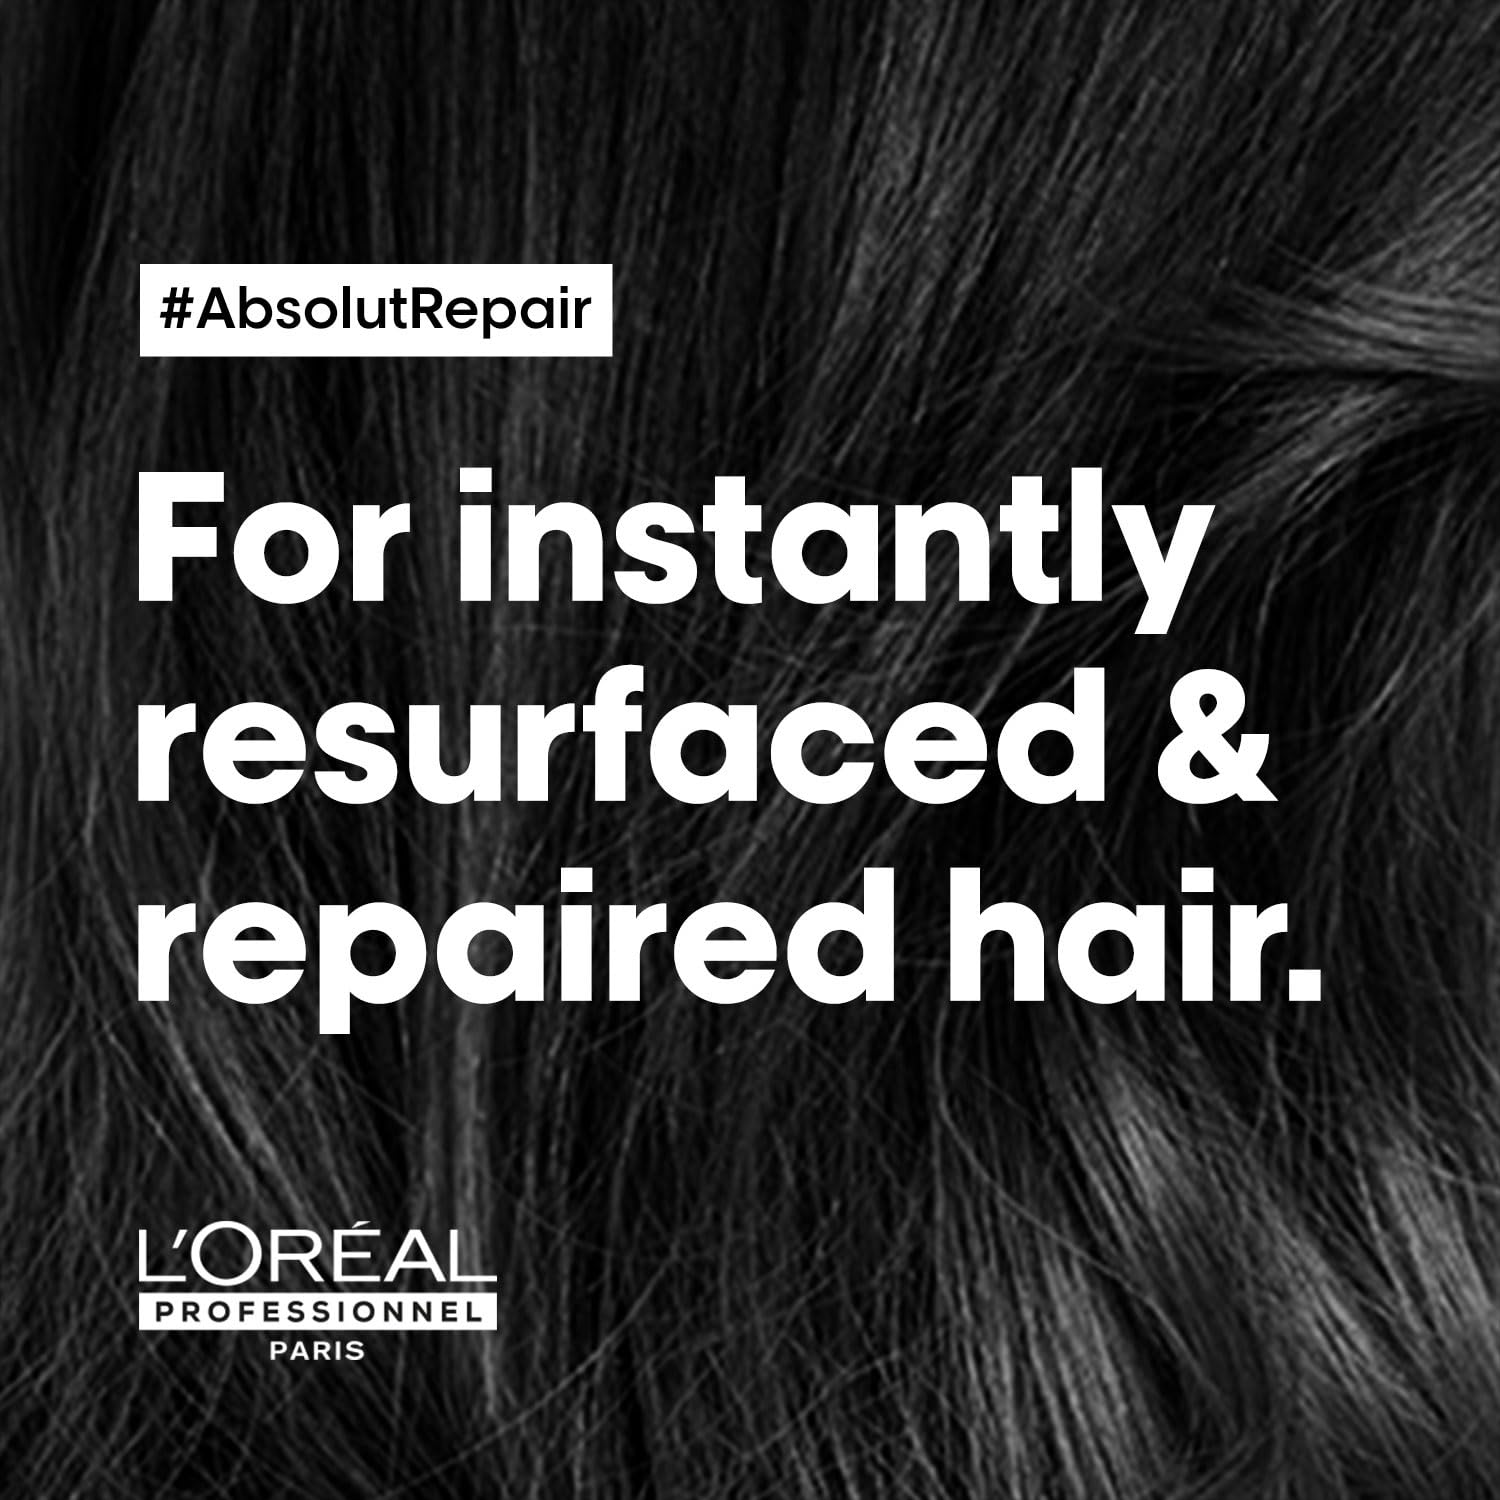 #AbsolutRepair
For instantly
resurfaced &
repaired hair.
L'ORÉAL
PROFESSIONNEL
PARIS